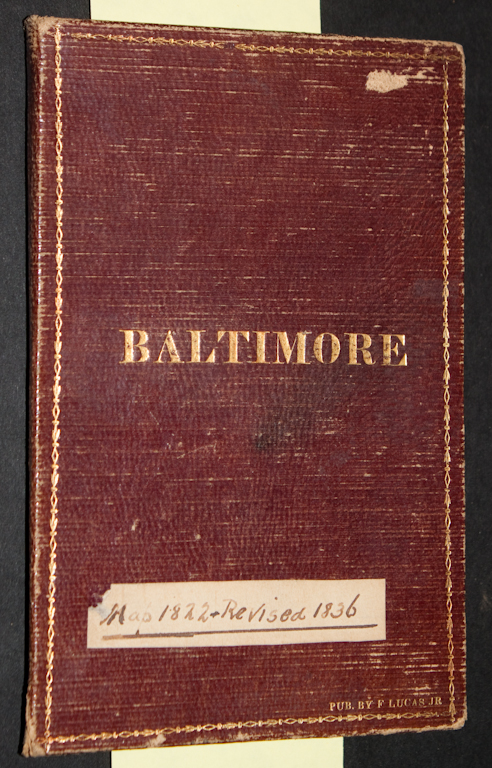 BALTIMORE
Map 1822 + Revised 1836
PUB. BY F LUCAS JR